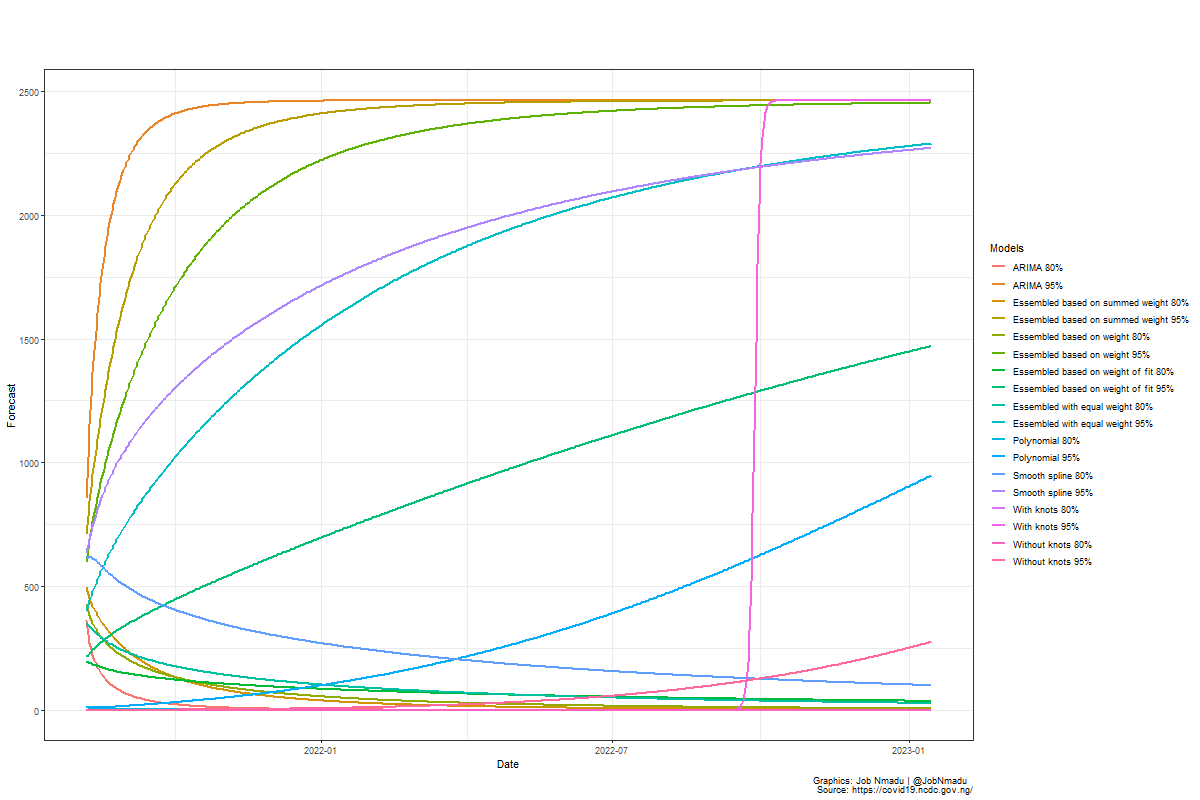 2500
2000
1500
1000
500
0
Forecast
2022-01
2022-07
2023-01
Date
Models
ARIMA 80%
ARIMA 95%
Essembled based on summed weight 80%
Essembled based on summed weight 95%
Essembled based on weight 80%
Essembled based on weight 95%
Essembled based on weight of fit 80%
Essembled based on weight of fit 95%
Essembled with equal weight 80%
Essembled with equal weight 95%
Polynomial 80%
Polynomial 95%
Smooth spline 80%
Smooth spline 95%
With knots 80%
With knots 95%
Without knots 80%
Without knots 95%
Graphics: Job Nmadu | @JobNmadu
Source: https://covid19.ncdc.gov.ng/